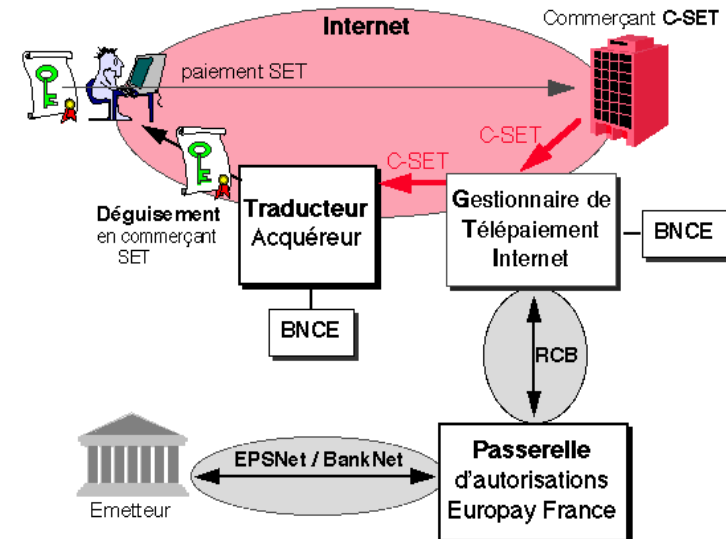 Internet
Commerçant C-SET
paiement SET
C-SET
C-SET
Déguisement
en commerçant
SET
Traducteur
Acquéreur
Gestionnaire de
Télépaiement
Internet
BNCE
BNCE
RCB
EPSNet / BankNet
Emetteur
Passerelle
d'autorisations
Europay France